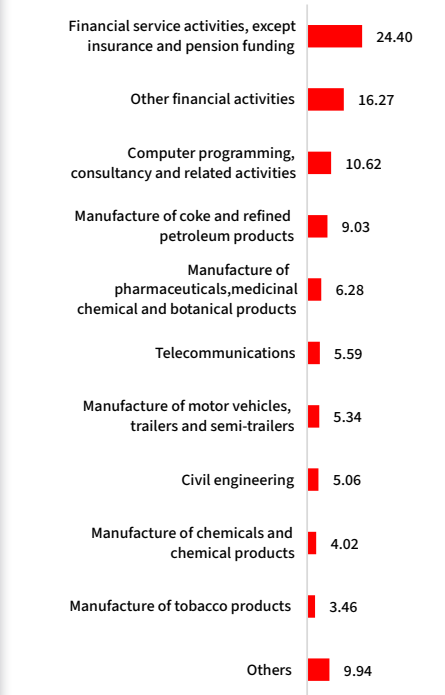 Financial service activities, except
insurance and pension funding
24.40
Other financial activities
16.27
Computer programming,
consultancy and related activities
10.62
Manufacture of coke and refined
petroleum products
9.03
Manufacture of
pharmaceuticals,medicinal
chemical and botanical products
6.28
Telecommunications
5.59
Manufacture of motor vehicles,
trailers and semi-trailers
5.34
Civil engineering
5.06
Manufacture of chemicals and
chemical products
4.02
Manufacture of tobacco products
3.46
Others
9.94